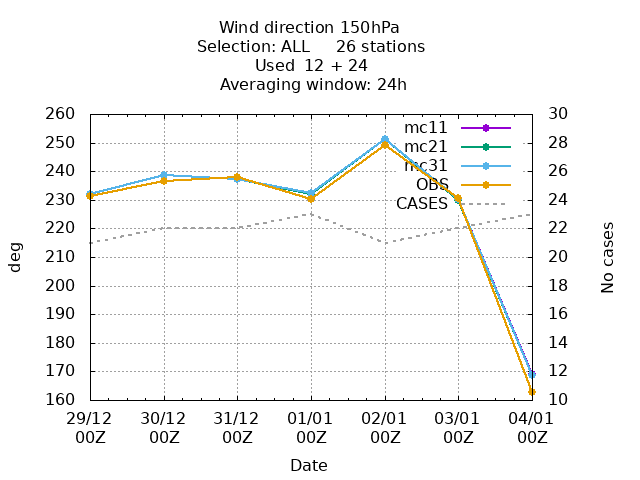 Wind direction 150hPa
Selection: ALL 26 stations
Used 12 + 24
Averaging window: 24h
260 30
250 28
240 26
230 24
220 22
210 20
200 18
190 16
180 14
170 12
160 10
mc11
mc21
mc31
OBS
CASES
deg
No cases
29/12 30/12 31/12 01/01 02/01 03/01 04/01
00Z 00Z 00Z 00Z 00Z 00Z 00Z
Date